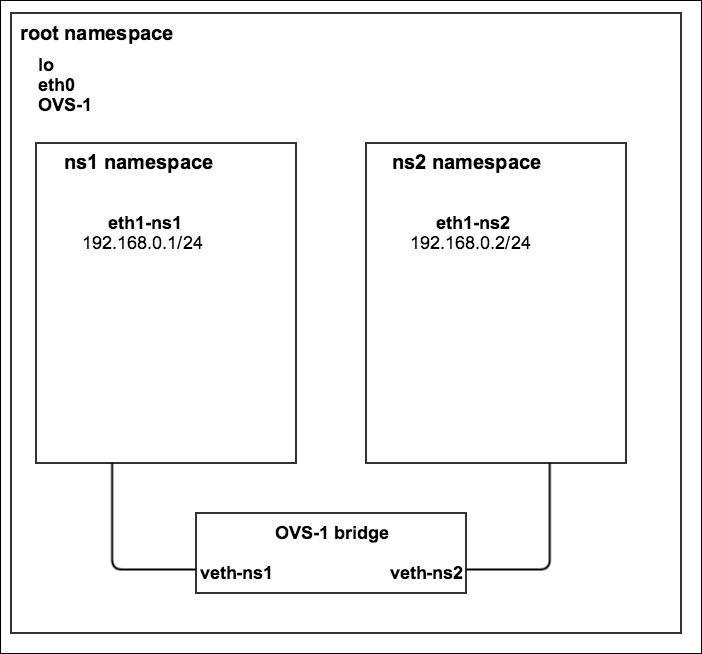 root namespace
lo
eth0
OVS-1
ns1 namespace
eth1-ns1
192.168.0.1/24
ns2 namespace
eth1-ns2
192.168.0.2/24
OVS-1 bridge
veth-ns1
veth-ns2